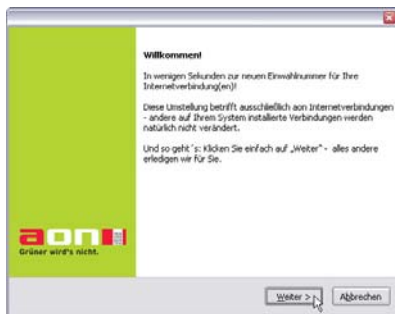 Willkommen!
In wenigen Sekunden zur neuen Einwahlnummer für Ihre
Internetverbindung(en)!
Diese Umstellung betrifft ausschließlich aon Internetverbindungen
- andere auf Ihrem System installierte Verbindungen werden
natürlich nicht verändert.
Und so geht´s: Klicken Sie einfach auf „Weiter" - alles andere
erledigen wir für Sie.
aon
Grüner wird's nicht.
Weiter >
Abbrechen